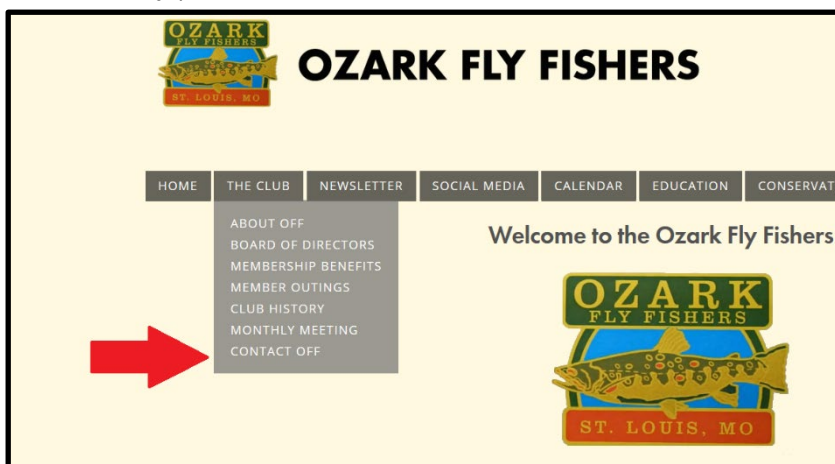 OZARK
FLY FISHERS
ST. LOUIS, MO
OZARK FLY FISHERS
HOME THE CLUB NEWSLETTER SOCIAL MEDIA CALENDAR EDUCATION CONSERVAT
ABOUT OFF
BOARD OF DIRECTORS
MEMBERSHIP BENEFITS
MEMBER OUTINGS
CLUB HISTORY
MONTHLY MEETING
CONTACT OFF
Welcome to the Ozark Fly Fishers
OZARK
FLY FISHERS
ST. LOUIS, MO